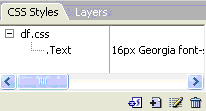 CSS Styles Layers
df.css
.Text 16px Georgia font-s